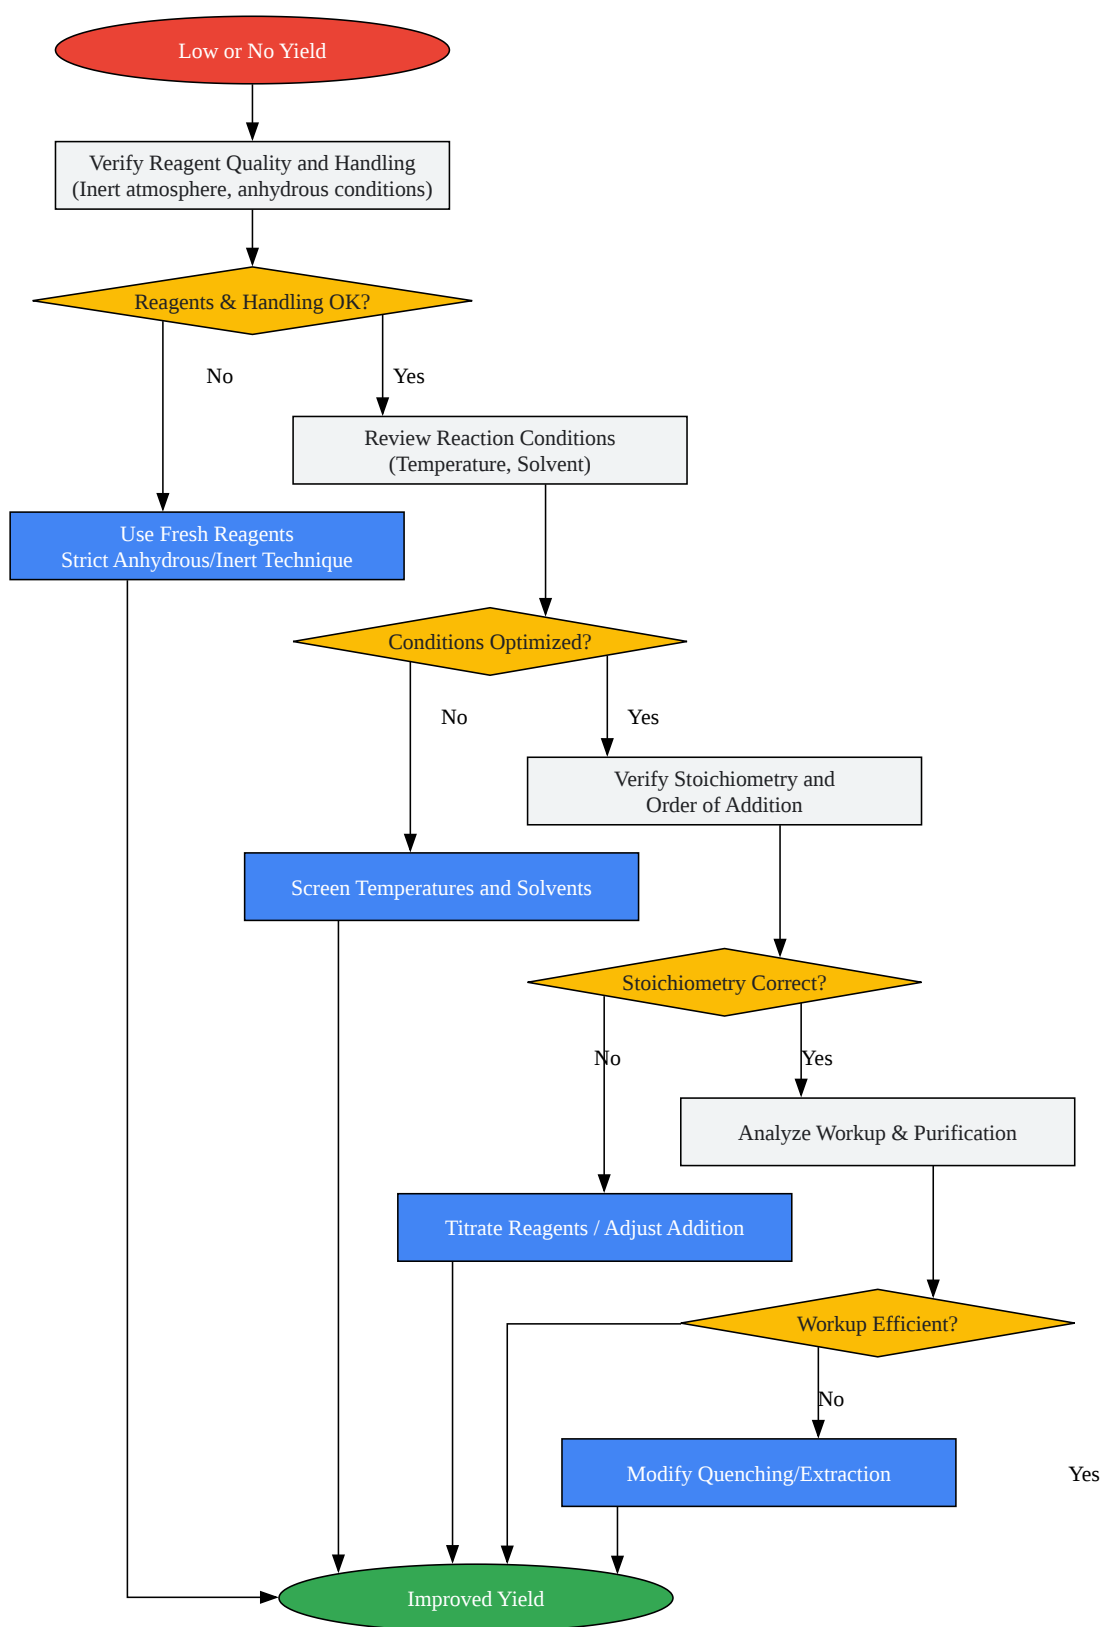 Low or No Yield
Verify Reagent Quality and Handling
(Inert atmosphere, anhydrous conditions)
Reagents & Handling OK?
No
Yes
Review Reaction Conditions
(Temperature, Solvent)
Use Fresh Reagents
Strict Anhydrous/Inert Technique
Conditions Optimized?
No
Yes
Verify Stoichiometry and
Order of Addition
Screen Temperatures and Solvents
Stoichiometry Correct?
No
Yes
Analyze Workup & Purification
Titrate Reagents / Adjust Addition
Workup Efficient?
No
Modify Quenching/Extraction
Yes
Improved Yield